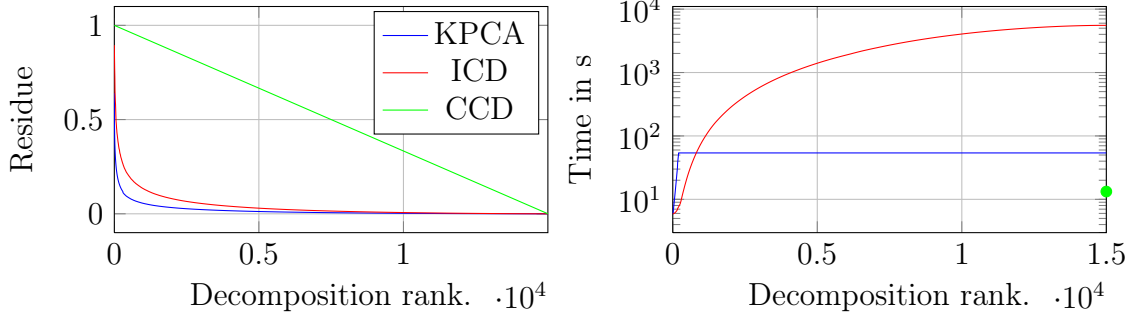 1
0.5
0
Residue
0
0.5
1
Decomposition rank.
·10^4
KPCA
ICD
CCD
10^4
10^3
10^2
10^1
Time in s
0
0.5
1
1.5
Decomposition rank.
·10^4